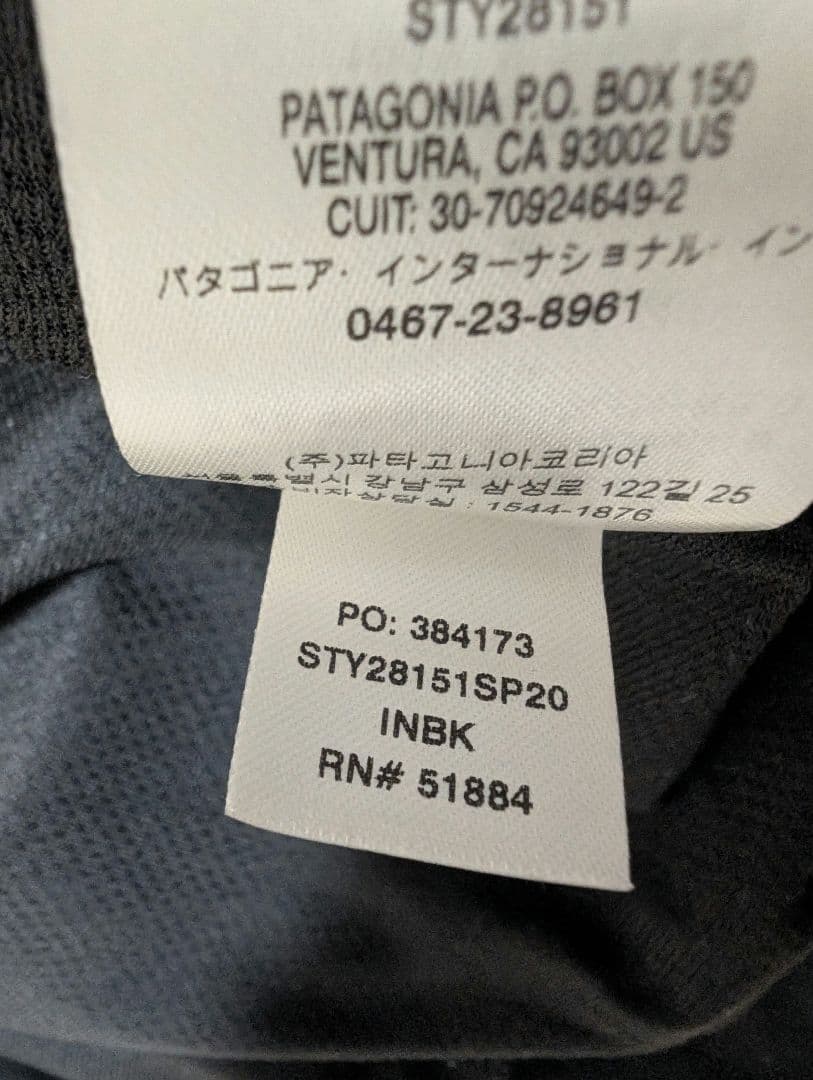 STY28151
PATAGONIA P.O. BOX 150
VENTURA, CA 93002 US
CUIT: 30-70924649-2
パタゴニア・インターナショナル・イン
0467-23-8961
(주)파타고니아코리아
강남구 삼성로 122길 25
: 1544-1876
PO: 384173
STY28151SP20
INBK
RN# 51884